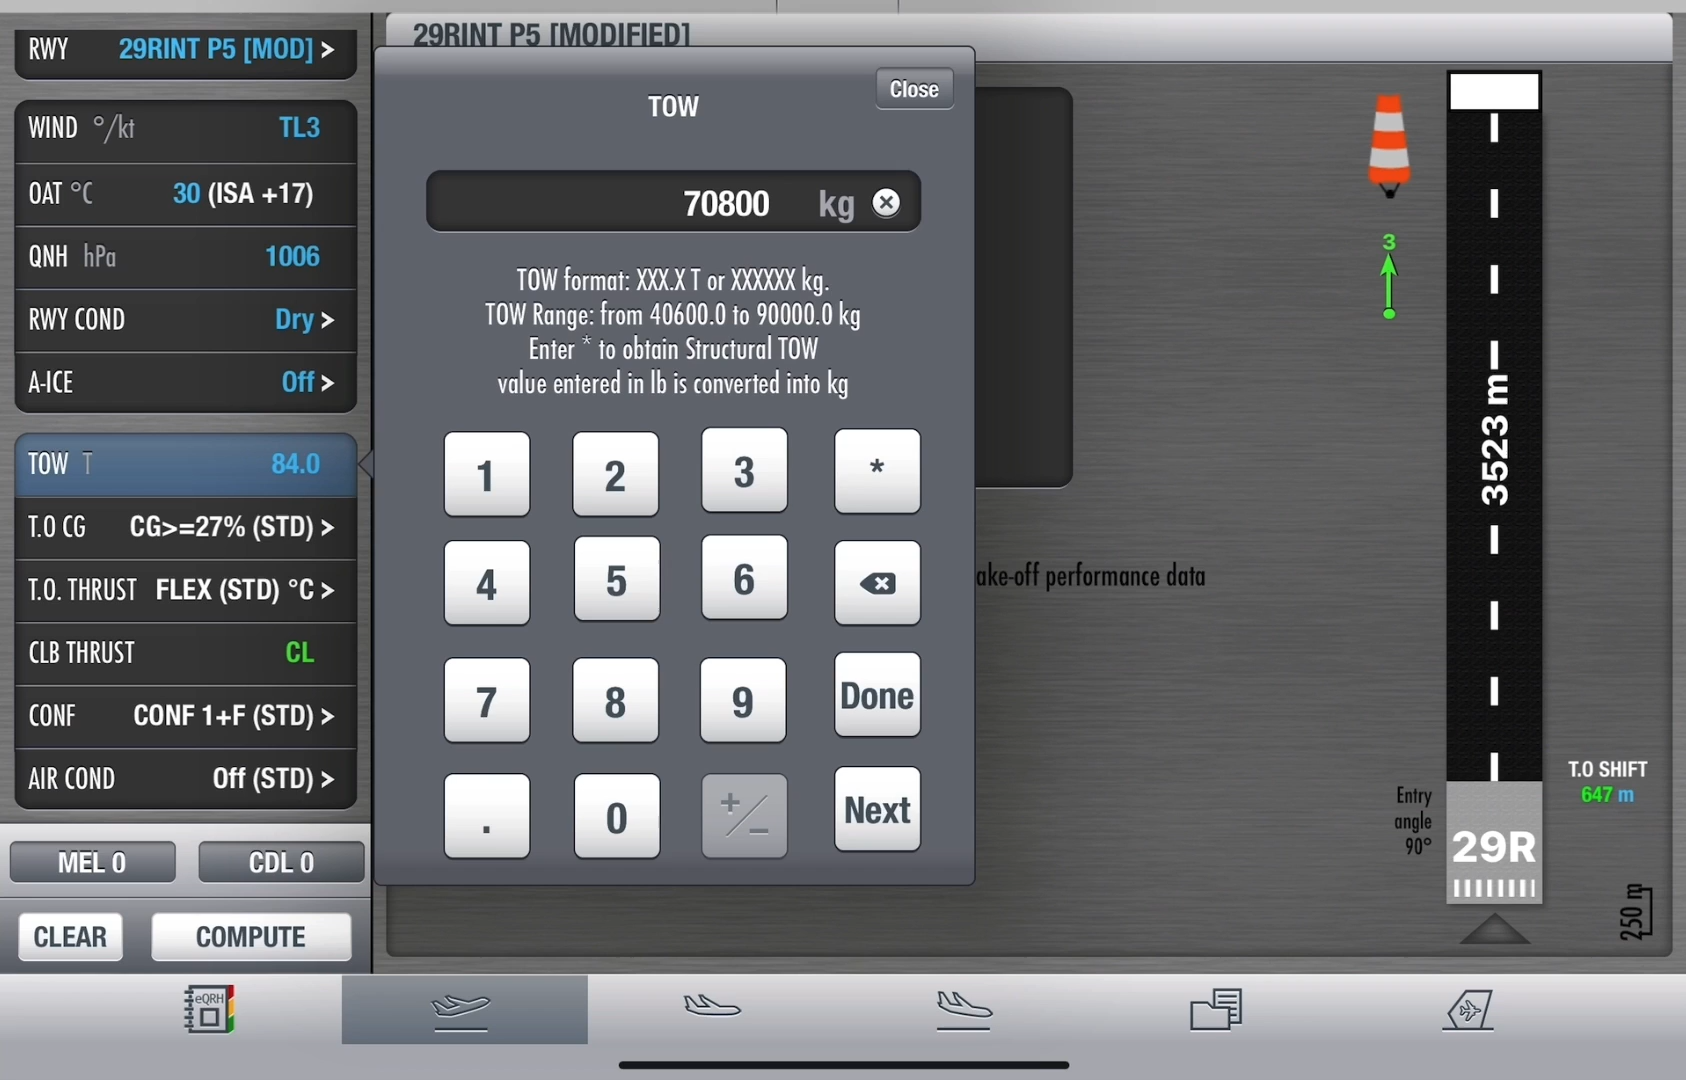 29RINT P5 [MODIFIED]
RWY 29RINT P5 [MOD] >
WIND °/kt TL3
OAT °C 30 (ISA +17)
QNH hPa 1006
RWY COND Dry >
A-ICE Off >
TOW T 84.0
T.O CG CG>=27% (STD) >
T.O. THRUST FLEX (STD) °C >
CLB THRUST CL
CONF CONF 1+F (STD) >
AIR COND Off (STD) >
MEL 0 CDL 0
CLEAR COMPUTE
eQRH
TOW
Close
70800 kg
TOW format: XXX.X T or XXXXXX kg.
TOW Range: from 40600.0 to 90000.0 kg
Enter * to obtain Structural TOW
value entered in lb is converted into kg
1 2 3 *
4 5 6
7 8 9 Done
. 0 +/- Next
ake-off performance data
3
3523 m
T.O SHIFT
647 m
Entry
angle
90°
29R
250 m